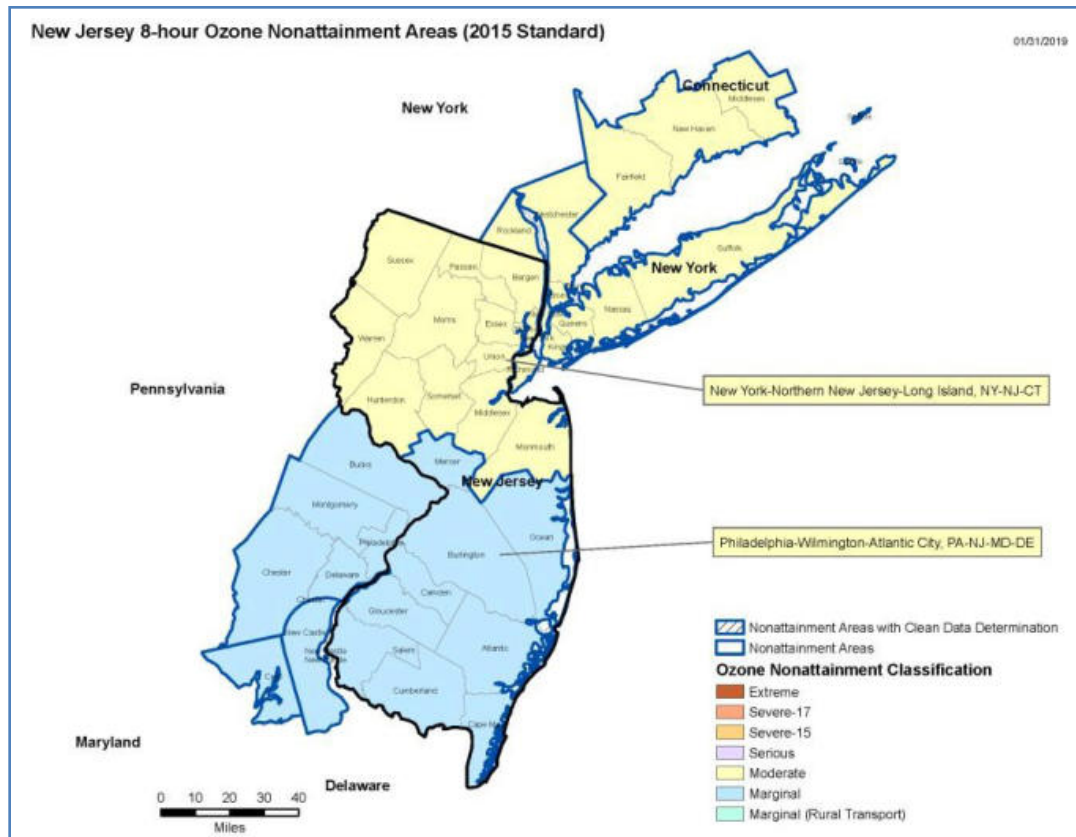 New Jersey 8-hour Ozone Nonattainment Areas (2015 Standard)
01/31/2019
New York
Connecticut
Middlesex
New Haven
Fairfield
Westchester
Rockland
Suffolk
New York
Sussex
Passaic
Bergen
Nassau
Queens
Morris
Essex
Warren
Union
Richmond
Pennsylvania
New York-Northern New Jersey-Long Island, NY-NJ-CT
Hunterdon
Somerset
Middlesex
Monmouth
Mercer
Bucks
New Jersey
Montgomery
Ocean
Philadelphia
Burlington
Philadelphia-Wilmington-Atlantic City, PA-NJ-MD-DE
Chester
Delaware
Camden
Gloucester
New Castle
Salem
Atlantic
Cumberland
Cape May
Maryland
Delaware
0 10 20 30 40
Miles
Nonattainment Areas with Clean Data Determination
Nonattainment Areas
Ozone Nonattainment Classification
Extreme
Severe-17
Severe-15
Serious
Moderate
Marginal
Marginal (Rural Transport)